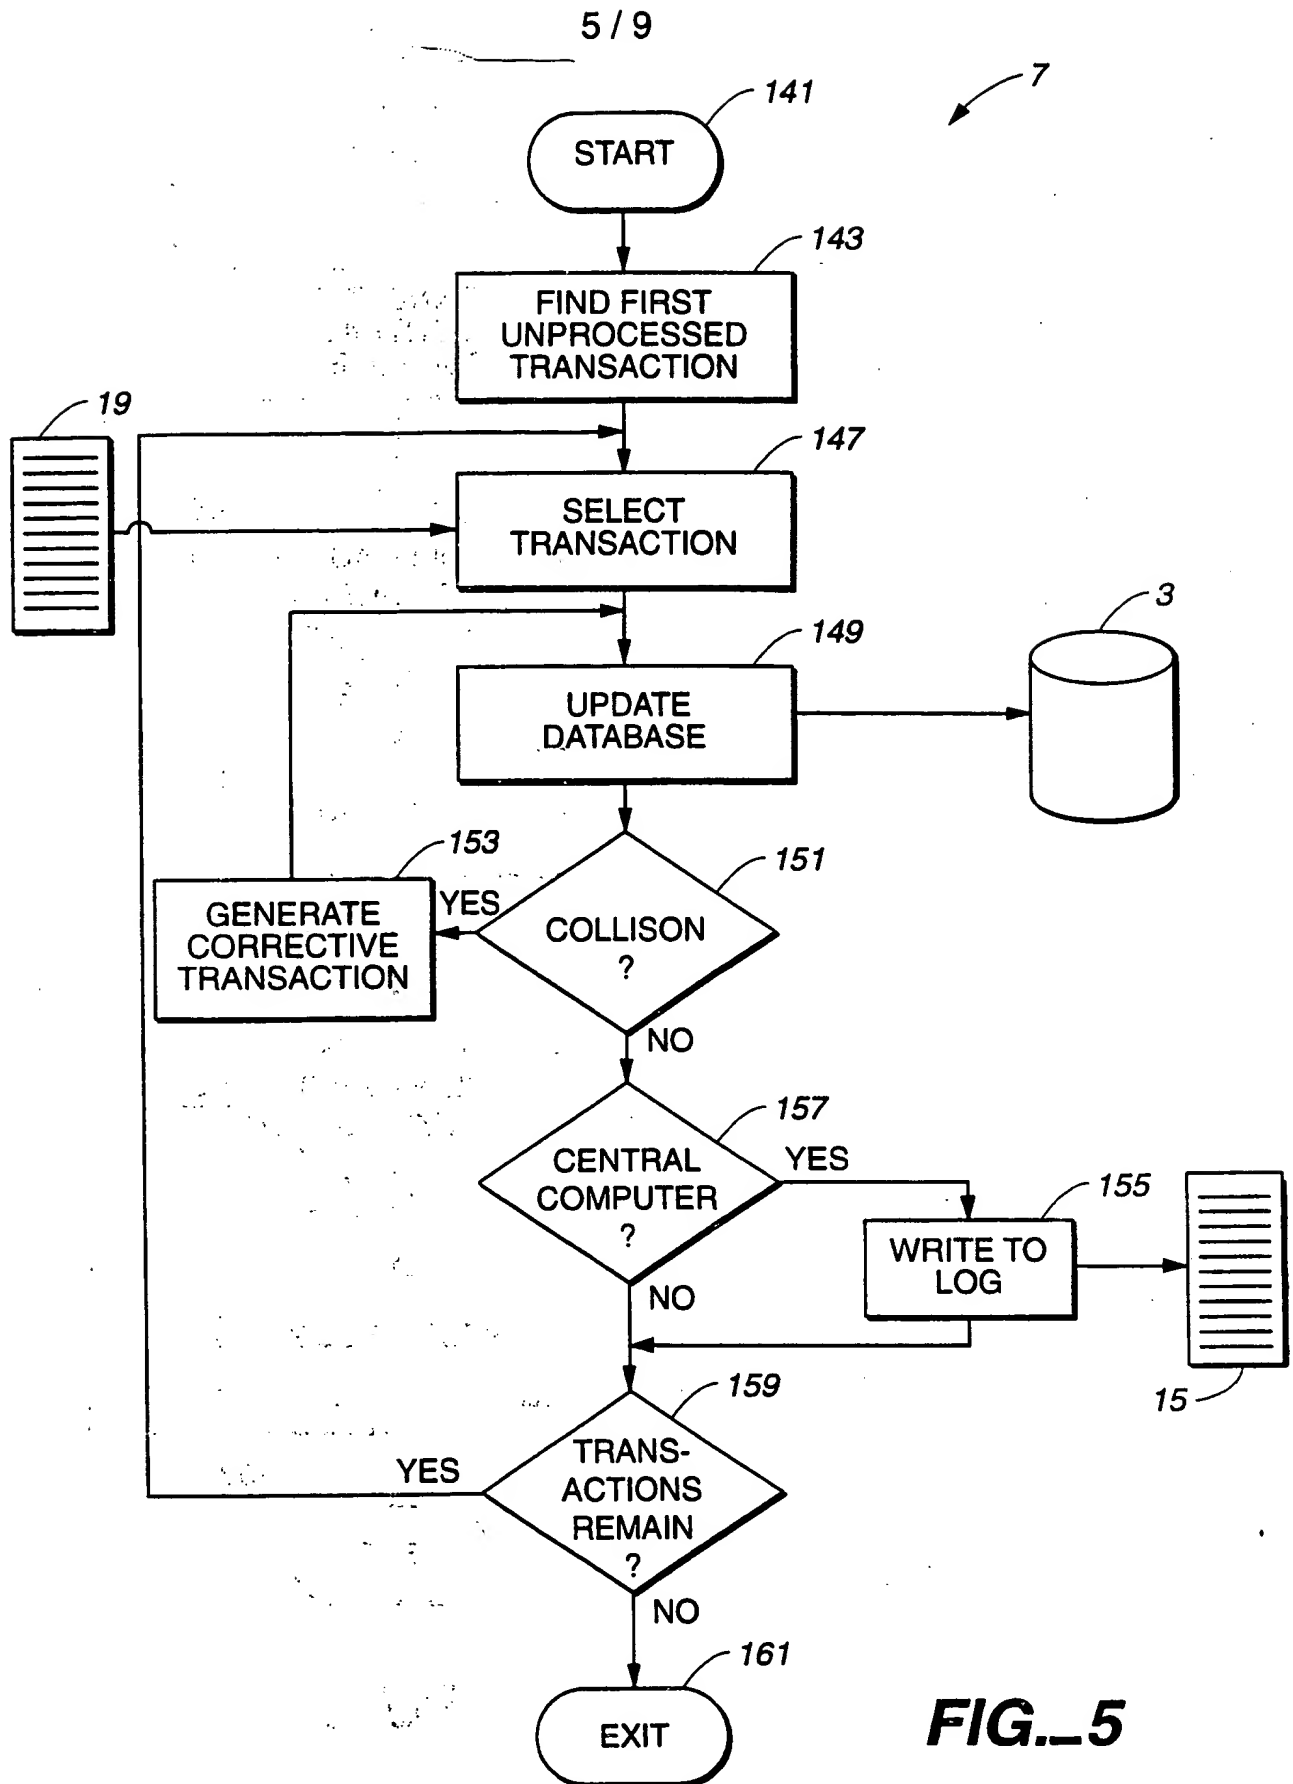 5 / 9
7
141
START
143
FIND FIRST
UNPROCESSED
TRANSACTION
19
147
SELECT
TRANSACTION
3
149
UPDATE
DATABASE
153
151
GENERATE
CORRECTIVE
TRANSACTION
YES
COLLISON
?
NO
157
CENTRAL
COMPUTER
?
YES
155
WRITE TO
LOG
NO
15
159
TRANS-
ACTIONS
REMAIN
?
YES
NO
161
EXIT
FIG._5